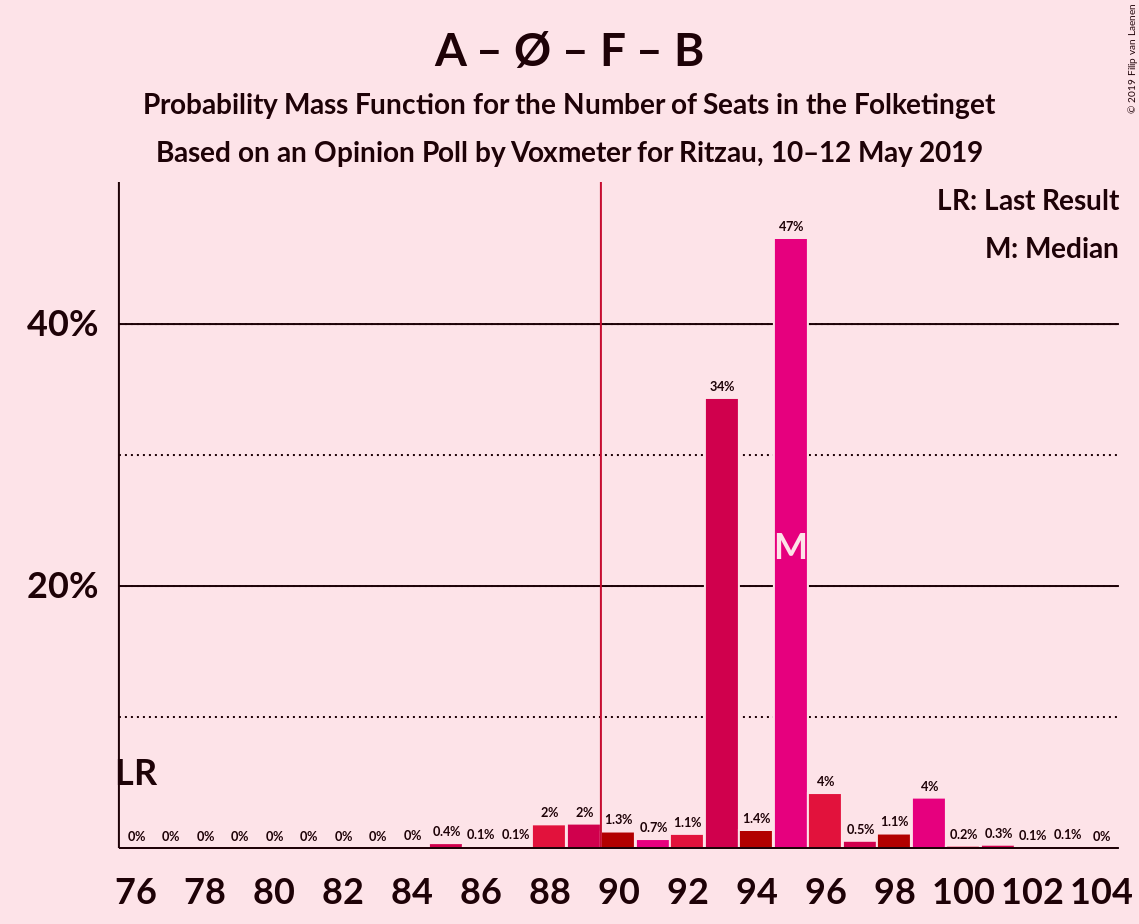 A – Ø – F – B
Probability Mass Function for the Number of Seats in the Folketinget
Based on an Opinion Poll by Voxmeter for Ritzau, 10–12 May 2019
© 2019 Filip van Laenen
LR: Last Result
M: Median
47%
40%
34%
M
20%
LR
0% 0% 0% 0% 0% 0% 0% 0% 0% 0.4% 0.1% 0.1% 2% 2% 1.3% 0.7% 1.1% 1.4% 4% 0.5% 1.1% 4% 0.2% 0.3% 0.1% 0.1% 0%
76 78 80 82 84 86 88 90 92 94 96 98 100 102 104